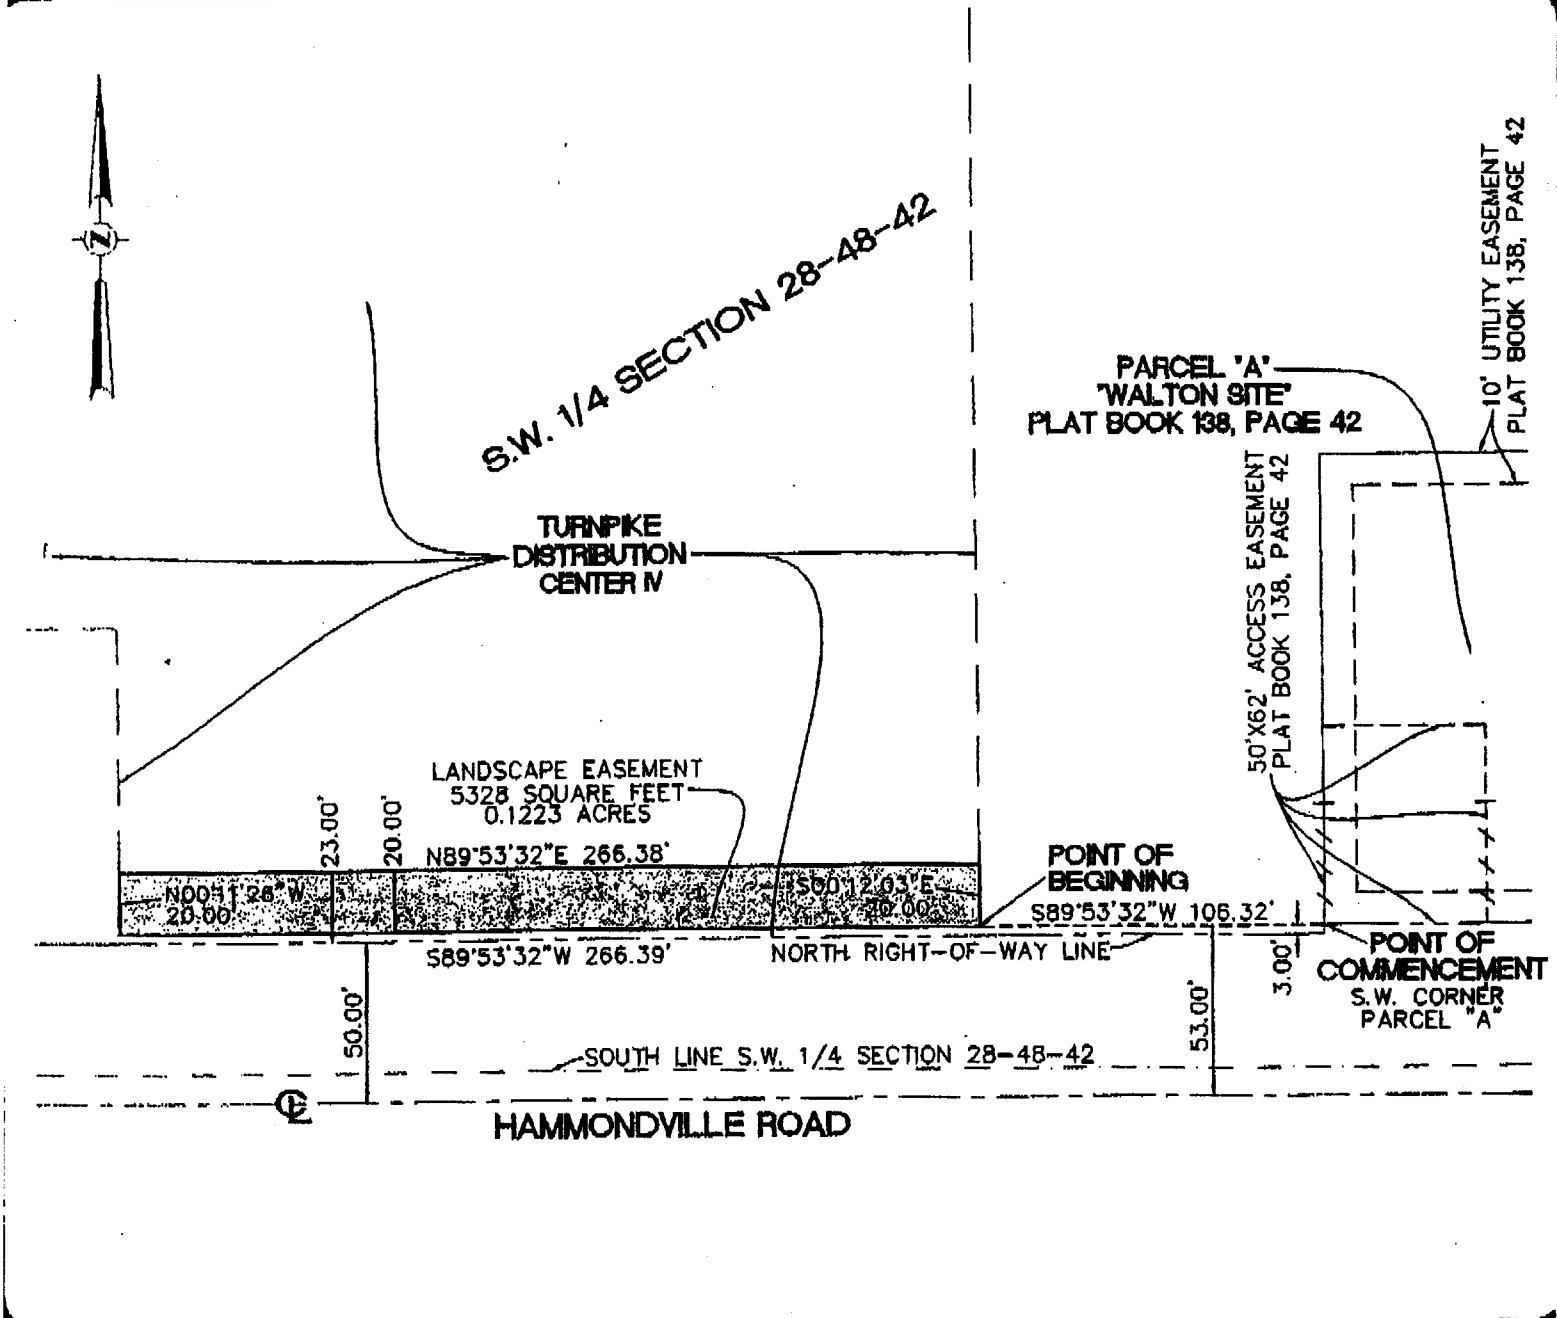 N
S.W. 1/4 SECTION 28-48-42
10' UTILITY EASEMENT
PLAT BOOK 138, PAGE 42
PARCEL "A"
"WALTON SITE"
PLAT BOOK 138, PAGE 42
50'X62' ACCESS EASEMENT
PLAT BOOK 138, PAGE 42
TURNPIKE
DISTRIBUTION
CENTER IV
LANDSCAPE EASEMENT
5328 SQUARE FEET
0.1223 ACRES
23.00'
20.00'
N89°53'32"E 266.38'
N00°11'26"W
20.00'
S00°12'03"E
20.00'
POINT OF
BEGINNING
S89°53'32"W 106.32'
S89°53'32"W 266.39'
NORTH RIGHT-OF-WAY LINE
3.00'
POINT OF
COMMENCEMENT
S.W. CORNER
PARCEL "A"
50.00'
53.00'
SOUTH LINE S.W. 1/4 SECTION 28-48-42
CL
HAMMONDVILLE ROAD